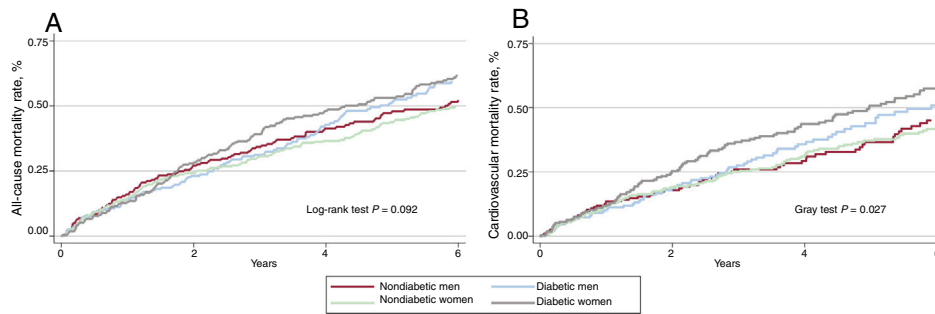 A
All-cause mortality rate, %
0.75
0.50
0.25
0.00
Log-rank test P = 0.092
0 2 4 6
Years
B
Cardiovascular mortality rate, %
0.75
0.50
0.25
0.00
Gray test P = 0.027
0 2 4
Years
Nondiabetic men Diabetic men
Nondiabetic women Diabetic women